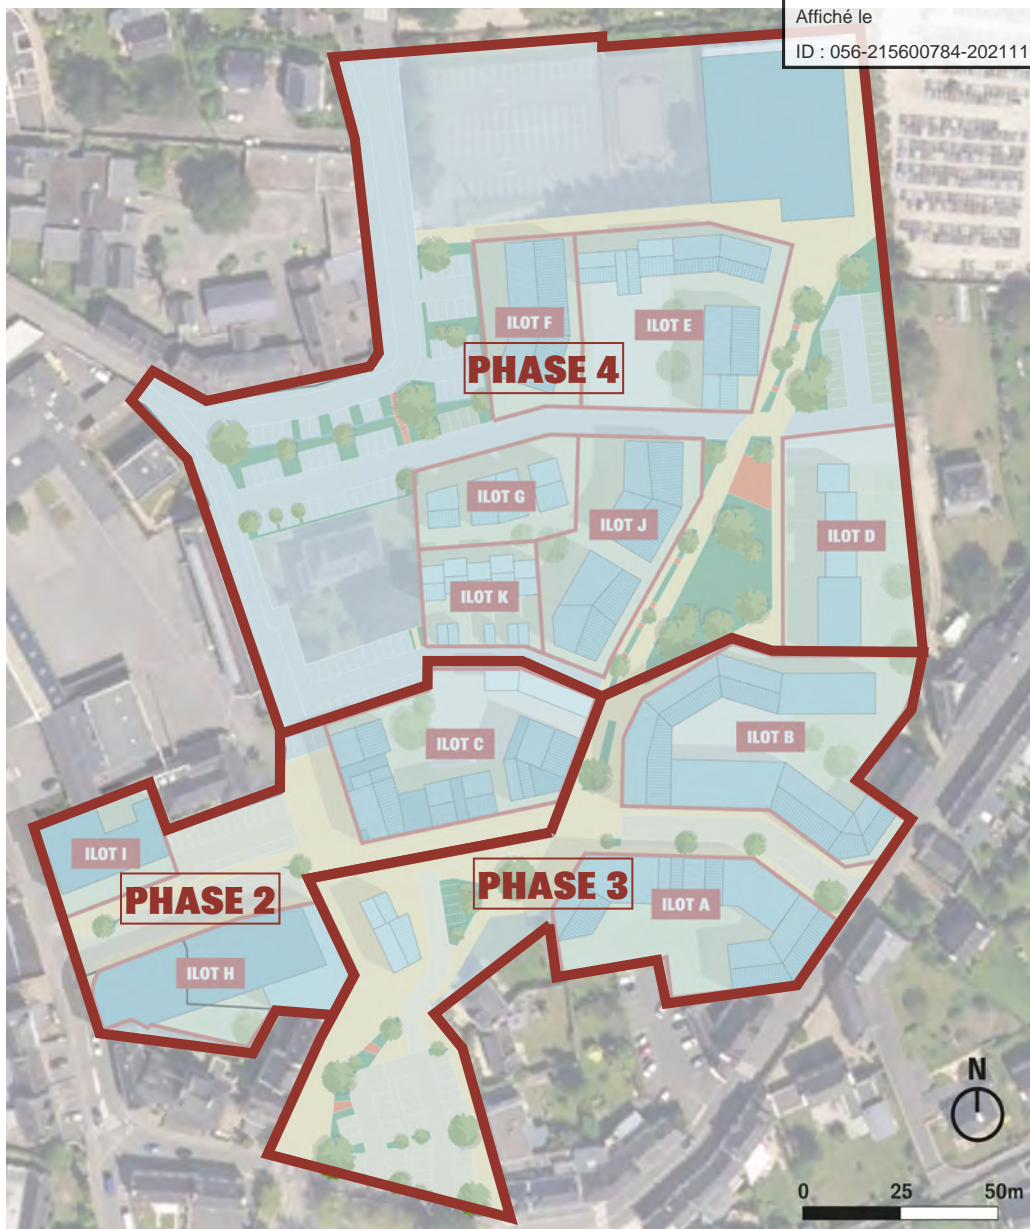 Affiché le
ID : 056-215600784-202111
ILOT F
ILOT E
PHASE 4
ILOT G
ILOT J
ILOT D
ILOT K
ILOT C
ILOT B
ILOT I
PHASE 2
PHASE 3
ILOT A
ILOT H
N
0 25 50m